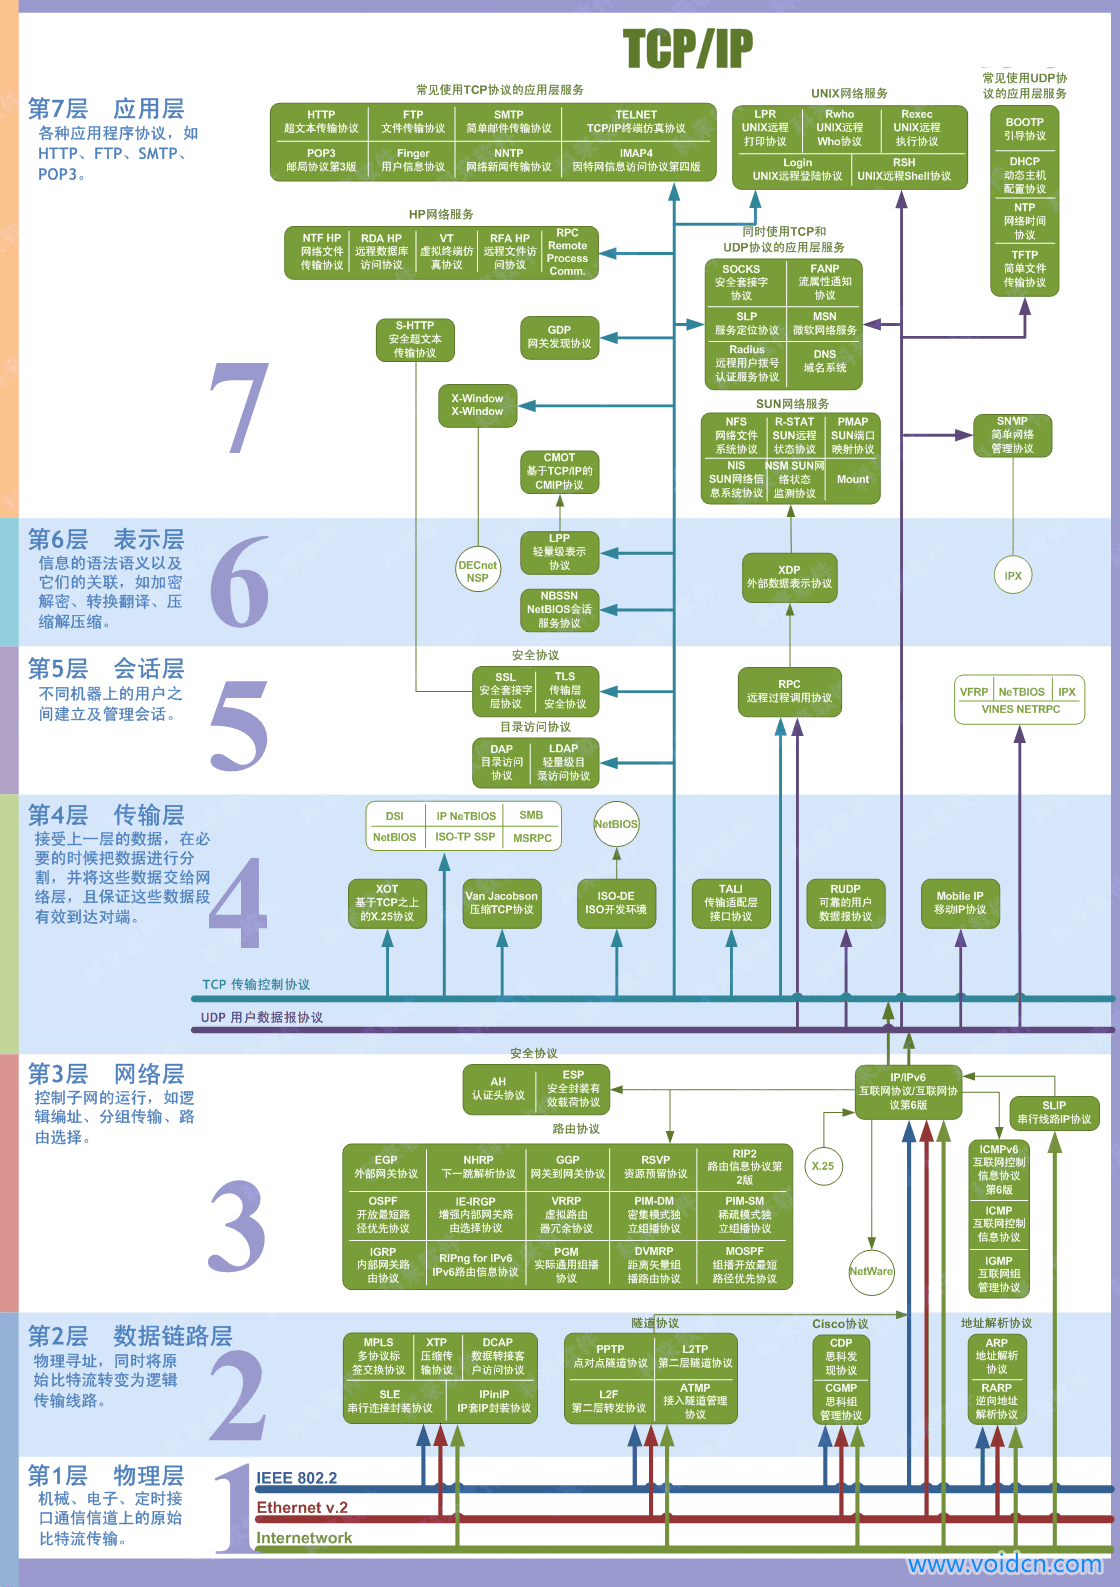 TCP/IP
第7层 应用层
各种应用程序协议，如
HTTP、FTP、SMTP、
POP3。
常见使用TCP协议的应用层服务
HTTP
超文本传输协议
FTP
文件传输协议
SMTP
简单邮件传输协议
TELNET
TCP/IP终端仿真协议
POP3
邮局协议第3版
Finger
用户信息协议
NNTP
网络新闻传输协议
IMAP4
因特网信息访问协议第四版
UNIX网络服务
LPR
UNIX远程
打印协议
Rwho
UNIX远程
Who协议
Rexec
UNIX远程
执行协议
Login
UNIX远程登陆协议
RSH
UNIX远程Shell协议
常见使用UDP协
议的应用层服务
BOOTP
引导协议
DHCP
动态主机
配置协议
NTP
网络时间
协议
TFTP
简单文件
传输协议
HP网络服务
NTF HP
网络文件
传输协议
RDA HP
远程数据库
访问协议
VT
虚拟终端仿
真协议
RFA HP
远程文件访
问协议
RPC
Remote
Process
Comm.
同时使用TCP和
UDP协议的应用层服务
SOCKS
安全套接字
协议
FANP
流属性通知
协议
SLP
服务定位协议
MSN
微软网络服务
Radius
远程用户拨号
认证服务协议
DNS
域名系统
S-HTTP
安全超文本
传输协议
GDP
网关发现协议
X-Window
X-Window
7
SUN网络服务
NFS
网络文件
系统协议
R-STAT
SUN远程
状态协议
PMAP
SUN端口
映射协议
NIS
SUN网络信
息系统协议
NSM SUN网
络状态
监测协议
Mount
SNMP
简单网络
管理协议
CMOT
基于TCP/IP的
CMIP协议
第6层 表示层
信息的语法语义以及
它们的关联，如加密
解密、转换翻译、压
缩解压缩。
6
LPP
轻量级表示
协议
DECnet
NSP
XDP
外部数据表示协议
IPX
NBSSN
NetBIOS会话
服务协议
第5层 会话层
不同机器上的用户之
间建立及管理会话。
5
安全协议
SSL
安全套接字
层协议
TLS
传输层
安全协议
RPC
远程过程调用协议
VFRP
NeTBIOS
IPX
VINES NETRPC
目录访问协议
DAP
目录访问
协议
LDAP
轻量级目
录访问协议
第4层 传输层
接受上一层的数据，在必
要的时候把数据进行分
割，并将这些数据交给网
络层，且保证这些数据段
有效到达对端。
4
DSI
IP NeTBIOS
SMB
NetBIOS
ISO-TP SSP
MSRPC
NetBIOS
XOT
基于TCP之上
的X.25协议
Van Jacobson
压缩TCP协议
ISO-DE
ISO开发环境
TALI
传输适配层
接口协议
RUDP
可靠的用户
数据报协议
Mobile IP
移动IP协议
TCP 传输控制协议
UDP 用户数据报协议
第3层 网络层
控制子网的运行，如逻
辑编址、分组传输、路
由选择。
3
安全协议
AH
认证头协议
ESP
安全封装有
效载荷协议
IP/IPv6
互联网协议/互联网协
议第6版
SLIP
串行线路IP协议
路由协议
EGP
外部网关协议
NHRP
下一跳解析协议
GGP
网关到网关协议
RSVP
资源预留协议
RIP2
路由信息协议第
2版
OSPF
开放最短路
径优先协议
IE-IRGP
增强内部网关路
由选择协议
VRRP
虚拟路由
器冗余协议
PIM-DM
密集模式独
立组播协议
PIM-SM
稀疏模式独
立组播协议
IGRP
内部网关路
由协议
RIPng for IPv6
IPv6路由信息协议
PGM
实际通用组播
协议
DVMRP
距离矢量组
播路由协议
MOSPF
组播开放最短
路径优先协议
X.25
NetWare
ICMPv6
互联网控制
信息协议
第6版
ICMP
互联网控制
信息协议
IGMP
互联网组
管理协议
第2层 数据链路层
物理寻址，同时将原
始比特流转变为逻辑
传输线路。
2
MPLS
多协议标
签交换协议
XTP
压缩传
输协议
DCAP
数据转接客
户访问协议
SLE
串行连接封装协议
IPinIP
IP套IP封装协议
隧道协议
PPTP
点对点隧道协议
L2TP
第二层隧道协议
L2F
第二层转发协议
ATMP
接入隧道管理
协议
Cisco协议
CDP
思科发
现协议
CGMP
思科组
管理协议
地址解析协议
ARP
地址解析
协议
RARP
逆向地址
解析协议
第1层 物理层
机械、电子、定时接
口通信信道上的原始
比特流传输。
1
IEEE 802.2
Ethernet v.2
Internetwork
www.voidcn.com